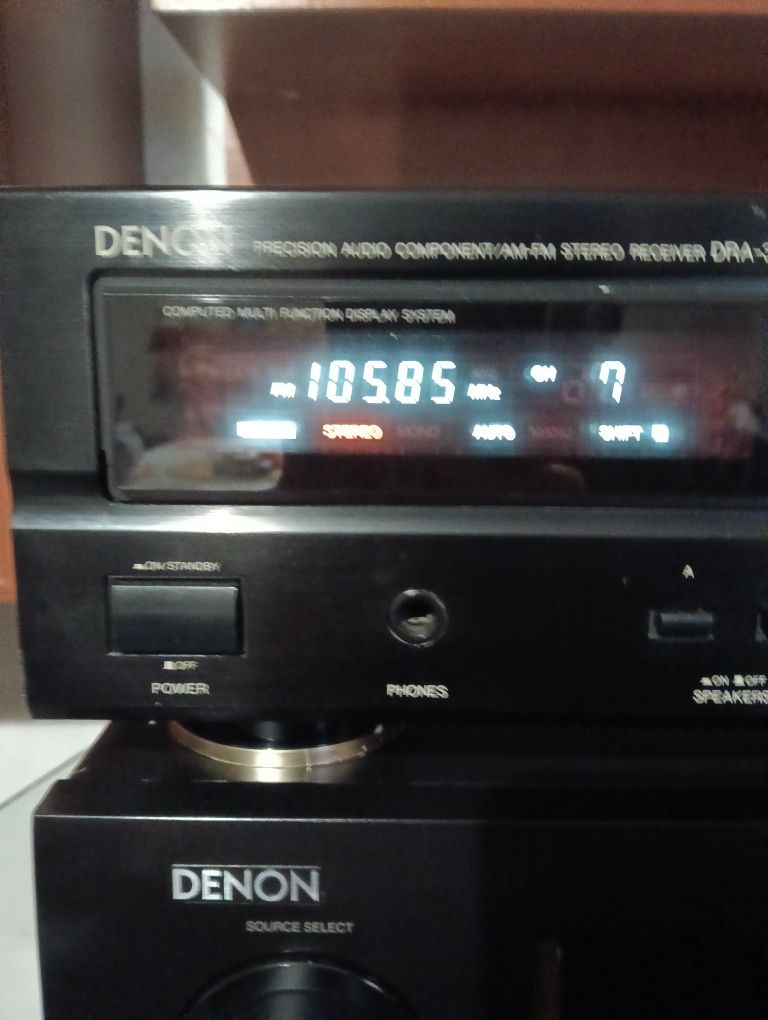 DENON PRECISION AUDIO COMPONENT/AM-FM STEREO RECEIVER
COMPUTED MULTI FUNCTION DISPLAY SYSTEM
FM 105.85 MHz CH 7
STEREO AUTO SHIFT
ON/STANDBY
OFF
POWER
PHONES
A
ON OFF
SPEAKERS
DENON
SOURCE SELECT